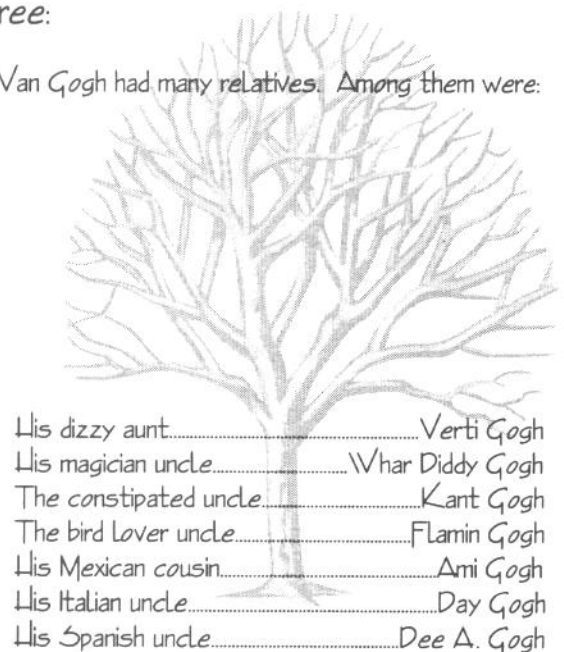 ree:
Van Gogh had many relatives. Among them were:
His dizzy aunt..........Verti Gogh
His magician uncle..........Whar Diddy Gogh
The constipated uncle..........Kant Gogh
The bird lover uncle..........Flamin Gogh
His Mexican cousin..........Ami Gogh
His Italian uncle..........Day Gogh
His Spanish uncle..........Dee A. Gogh